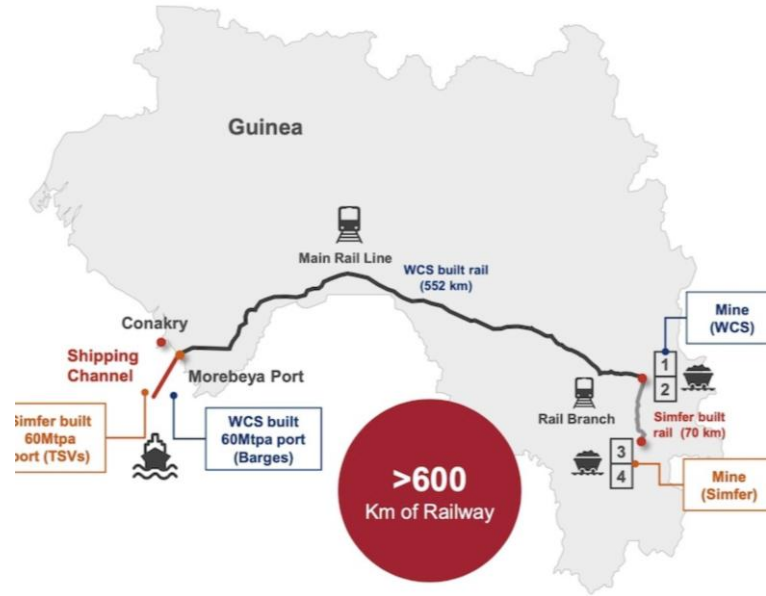 Guinea
Main Rail Line
WCS built rail
(552 km)
Conakry
Shipping
Channel
Morebeya Port
Simfer built
60Mtpa
port (TSVs)
WCS built
60Mtpa port
(Barges)
>600
Km of Railway
Rail Branch
Mine
(WCS)
1
2
Simfer built
rail (70 km)
3
4
Mine
(Simfer)